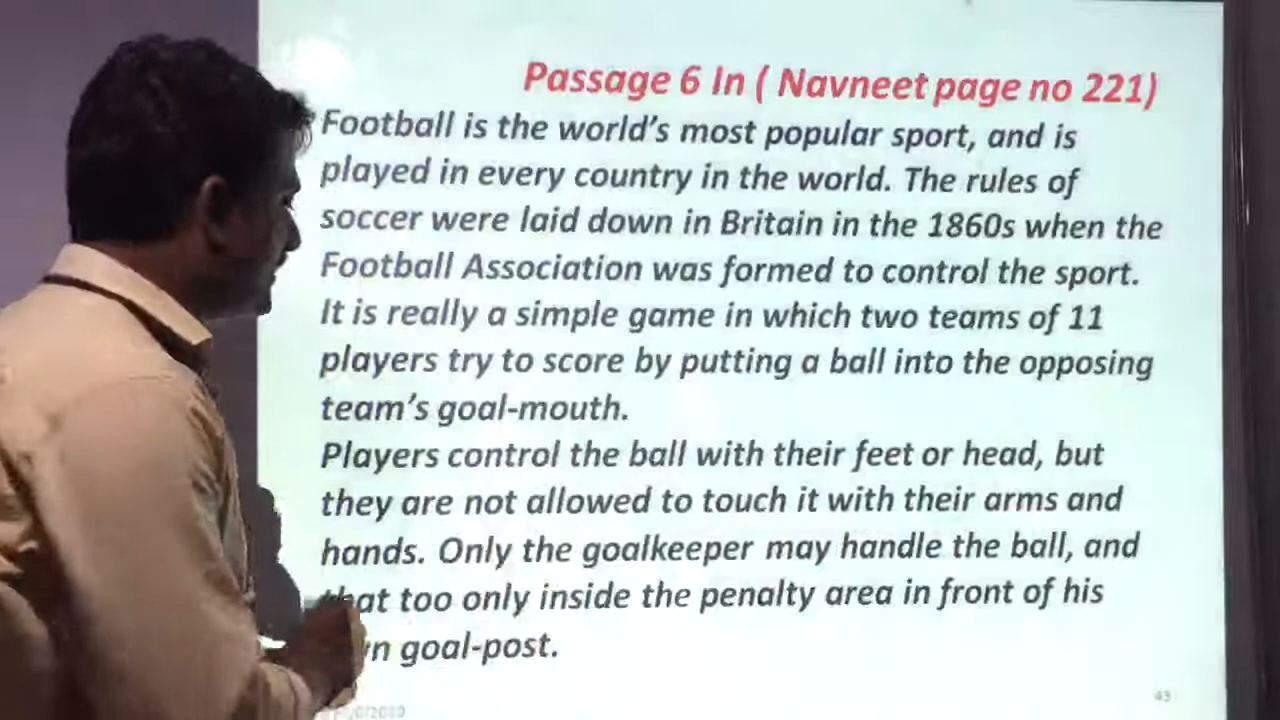 Passage 6 In ( Navneet page no 221)
Football is the world's most popular sport, and is
played in every country in the world. The rules of
soccer were laid down in Britain in the 1860s when the
Football Association was formed to control the sport.
It is really a simple game in which two teams of 11
players try to score by putting a ball into the opposing
team's goal-mouth.
Players control the ball with their feet or head, but
they are not allowed to touch it with their arms and
hands. Only the goalkeeper may handle the ball, and
that too only inside the penalty area in front of his
goal-post.
43